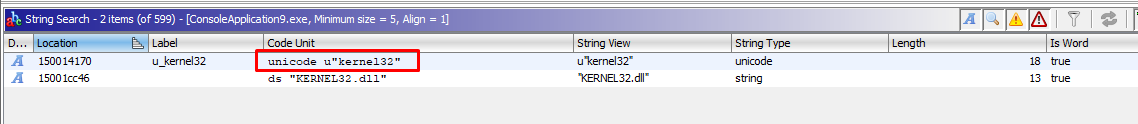 String Search - 2 items (of 599) - [ConsoleApplication9.exe, Minimum size = 5, Align = 1]
D... Location Label Code Unit String View String Type Length Is Word
A 150014170 u_kernel32 unicode u"kernel32" u"kernel32" unicode 18 true
A 15001cc46 ds "KERNEL32.dll" "KERNEL32.dll" string 13 true